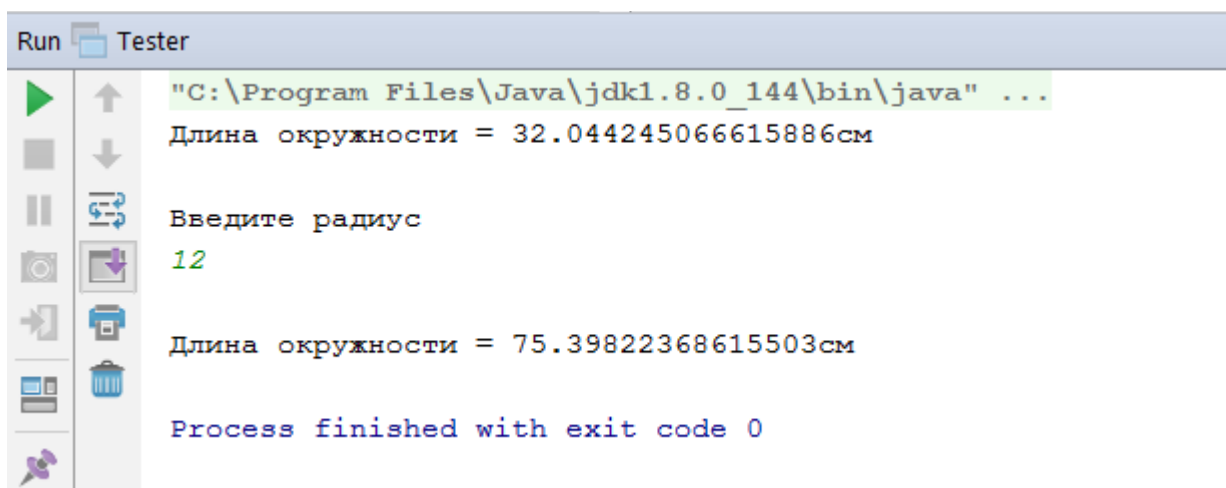 Run Tester
"C:\Program Files\Java\jdk1.8.0_144\bin\java" ...
Длина окружности = 32.044245066615886см
Введите радиус
12
Длина окружности = 75.39822368615503см
Process finished with exit code 0